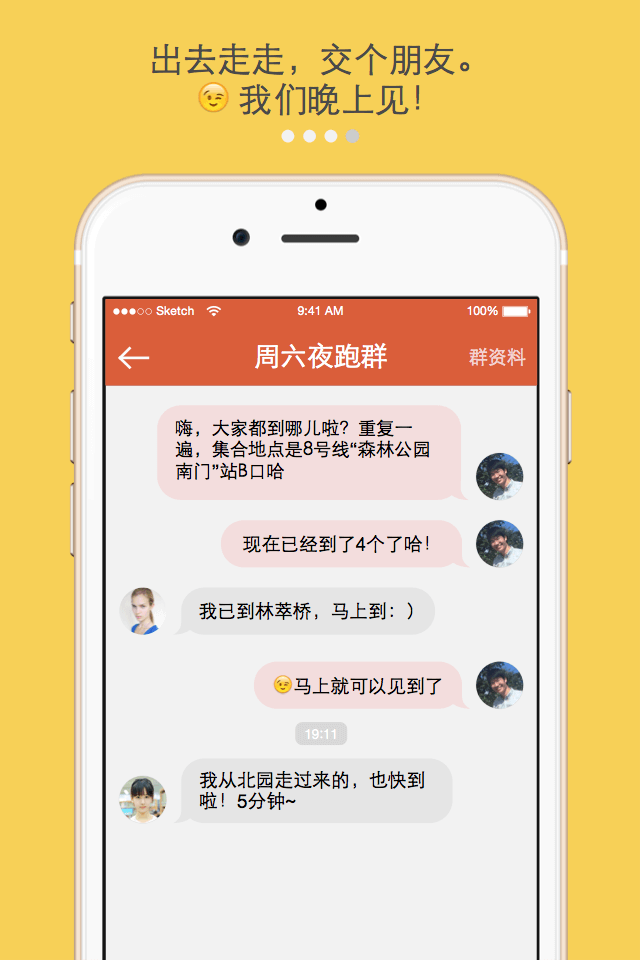 出去走走，交个朋友。
😉 我们晚上见！
Sketch 9:41 AM 100%
周六夜跑群 群资料
嗨，大家都到哪儿啦？重复一
遍，集合地点是8号线“森林公园
南门”站B口哈
现在已经到了4个了哈！
我已到林萃桥，马上到：）
😉马上就可以见到了
19:11
我从北园走过来的，也快到
啦！5分钟~